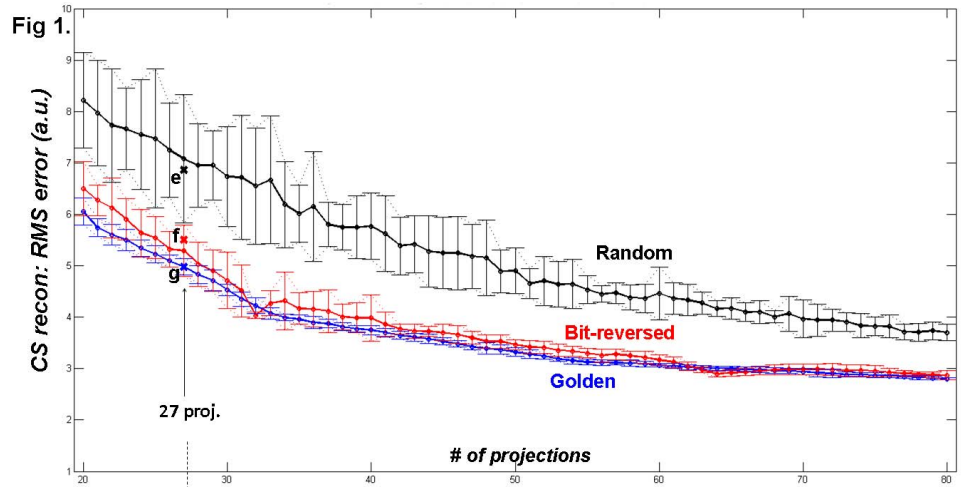 Fig 1.
CS recon: RMS error (a.u.)
10
9
8
7
6
5
4
3
2
1
e
f
g
Random
Bit-reversed
Golden
27 proj.
# of projections
20
30
40
50
60
70
80